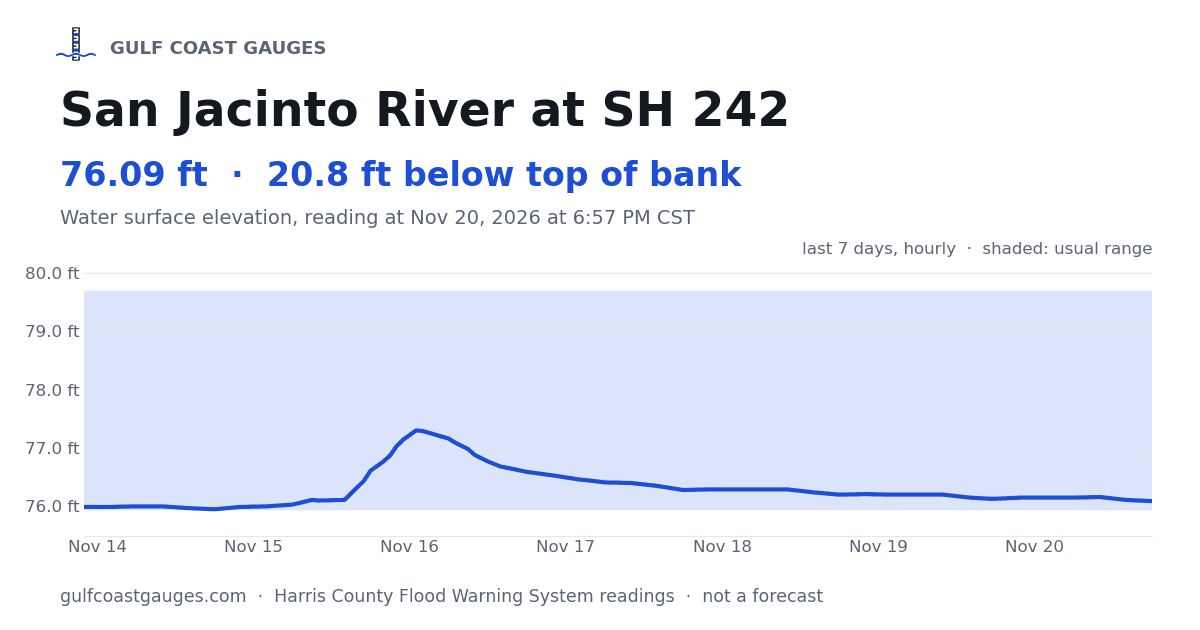 GULF COAST GAUGES
San Jacinto River at SH 242
76.09 ft · 20.8 ft below top of bank
Water surface elevation, reading at Nov 20, 2026 at 6:57 PM CST
last 7 days, hourly · shaded: usual range
80.0 ft
79.0 ft
78.0 ft
77.0 ft
76.0 ft
Nov 14 Nov 15 Nov 16 Nov 17 Nov 18 Nov 19 Nov 20
gulfcoastgauges.com · Harris County Flood Warning System readings · not a forecast